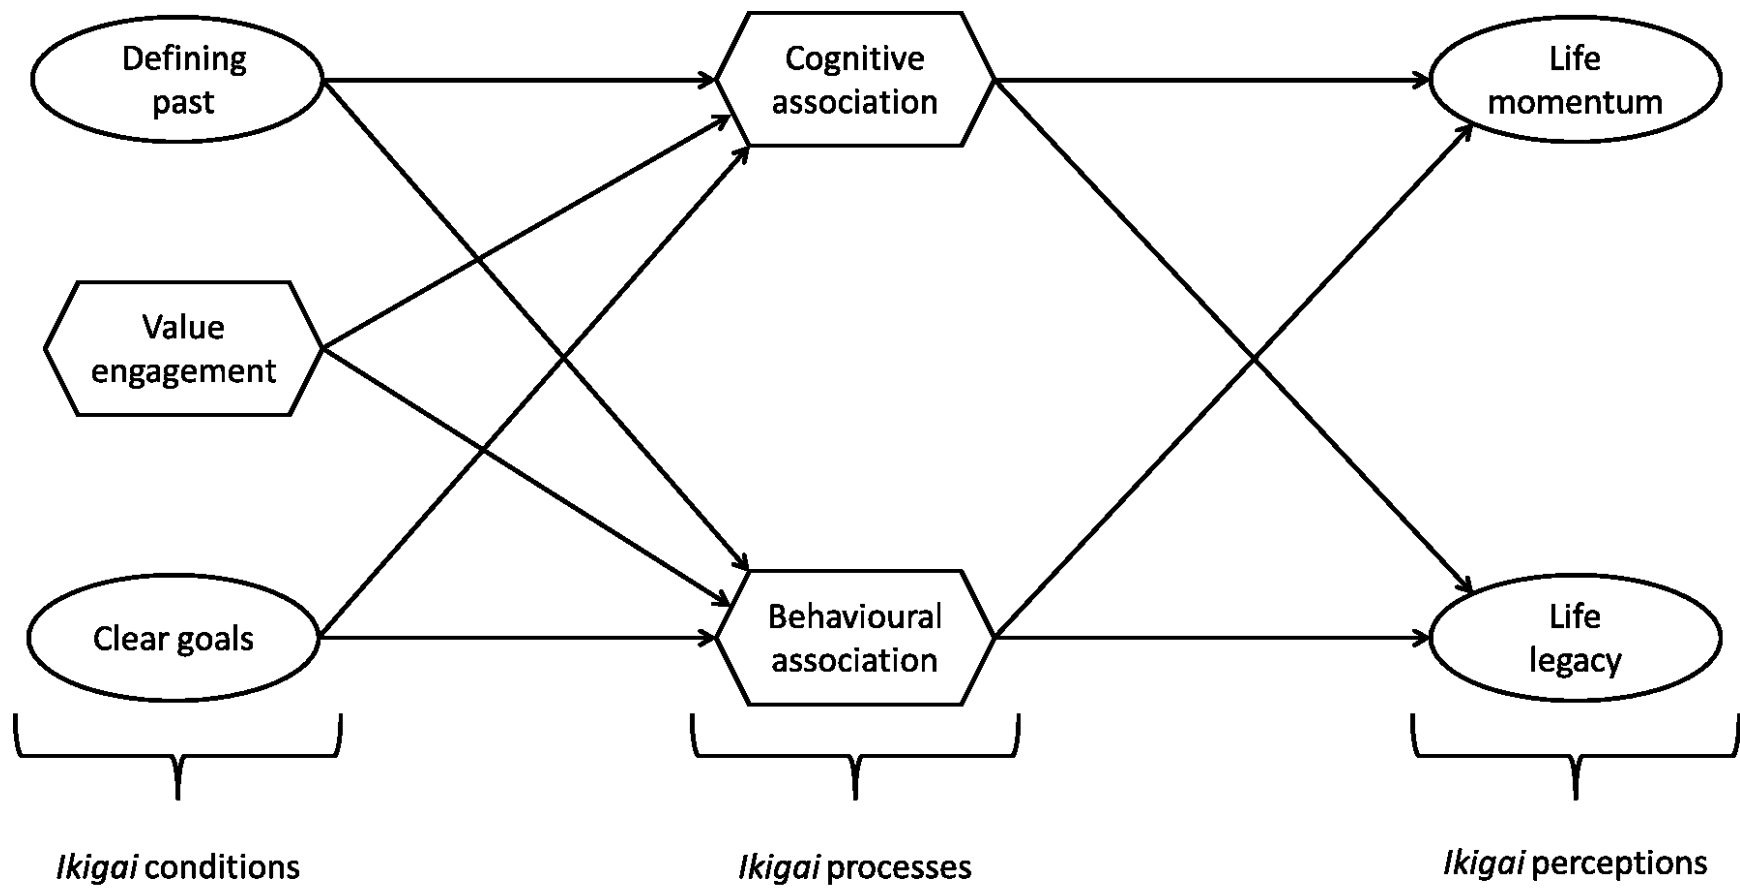 Defining
past
Cognitive
association
Life
momentum
Value
engagement
Clear goals
Behavioural
association
Life
legacy
Ikigai conditions
Ikigai processes
Ikigai perceptions